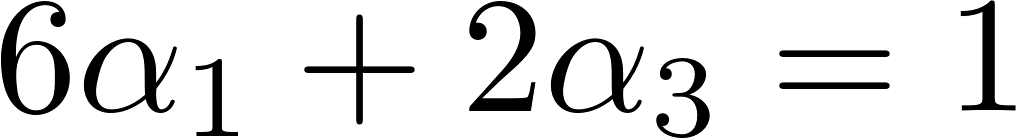 6α₁ + 2α₃ = 1